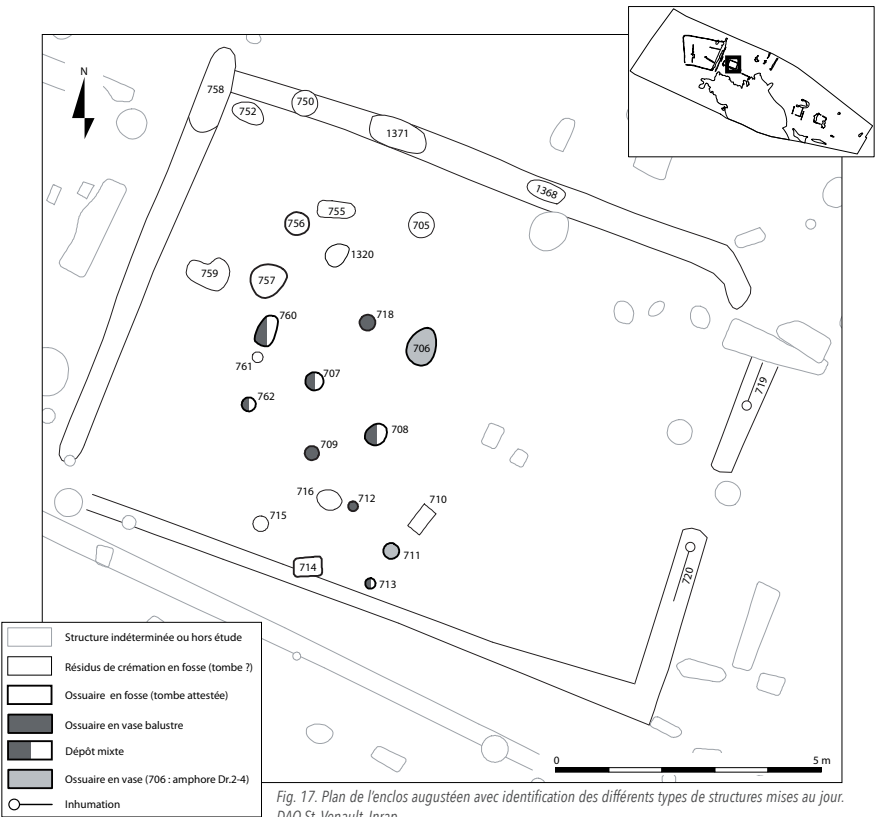 N
758
752
750
1371
1368
755
756
705
1320
759
757
760
718
706
761
707
762
719
708
709
716
712
710
715
711
714
713
720
Structure indéterminée ou hors étude
Résidus de crémation en fosse (tombe ?)
Ossuaire en fosse (tombe attestée)
Ossuaire en vase balustre
Dépôt mixte
Ossuaire en vase (706 : amphore Dr.2-4)
Inhumation
0 5 m
Fig. 17. Plan de l'enclos augustéen avec identification des différents types de structures mises au jour.
DAO St. Venault, Inrap